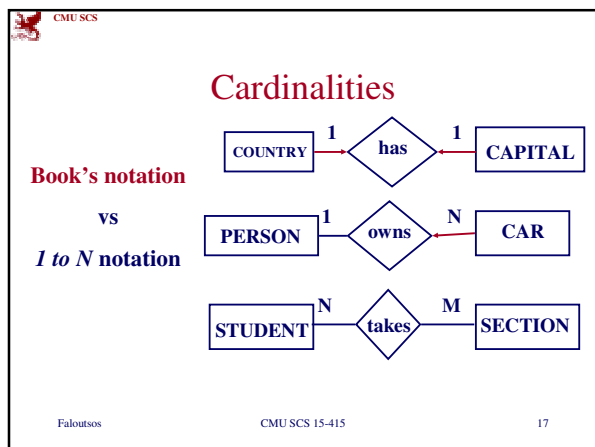 CMU SCS
Cardinalities
1 1
COUNTRY has CAPITAL
Book's notation
vs
1 to N notation
1 N
PERSON owns CAR
N M
STUDENT takes SECTION
Faloutsos CMU SCS 15-415 17